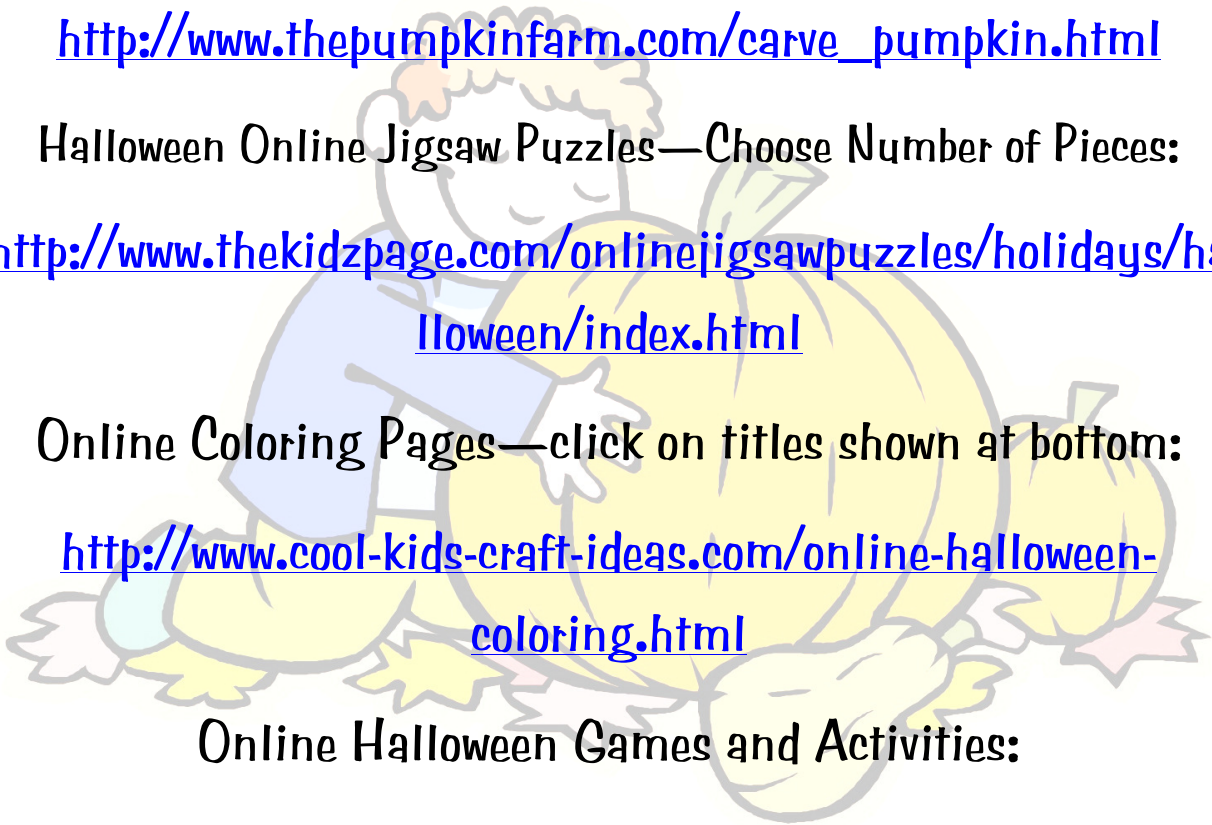 http://www.thepumpkinfarm.com/carve_pumpkin.html
Halloween Online Jigsaw Puzzles—Choose Number of Pieces:
http://www.thekidzpage.com/onlinejigsawpuzzles/holidays/ha
lloween/index.html
Online Coloring Pages—click on titles shown at bottom:
http://www.cool-kids-craft-ideas.com/online-halloween-
coloring.html
Online Halloween Games and Activities: